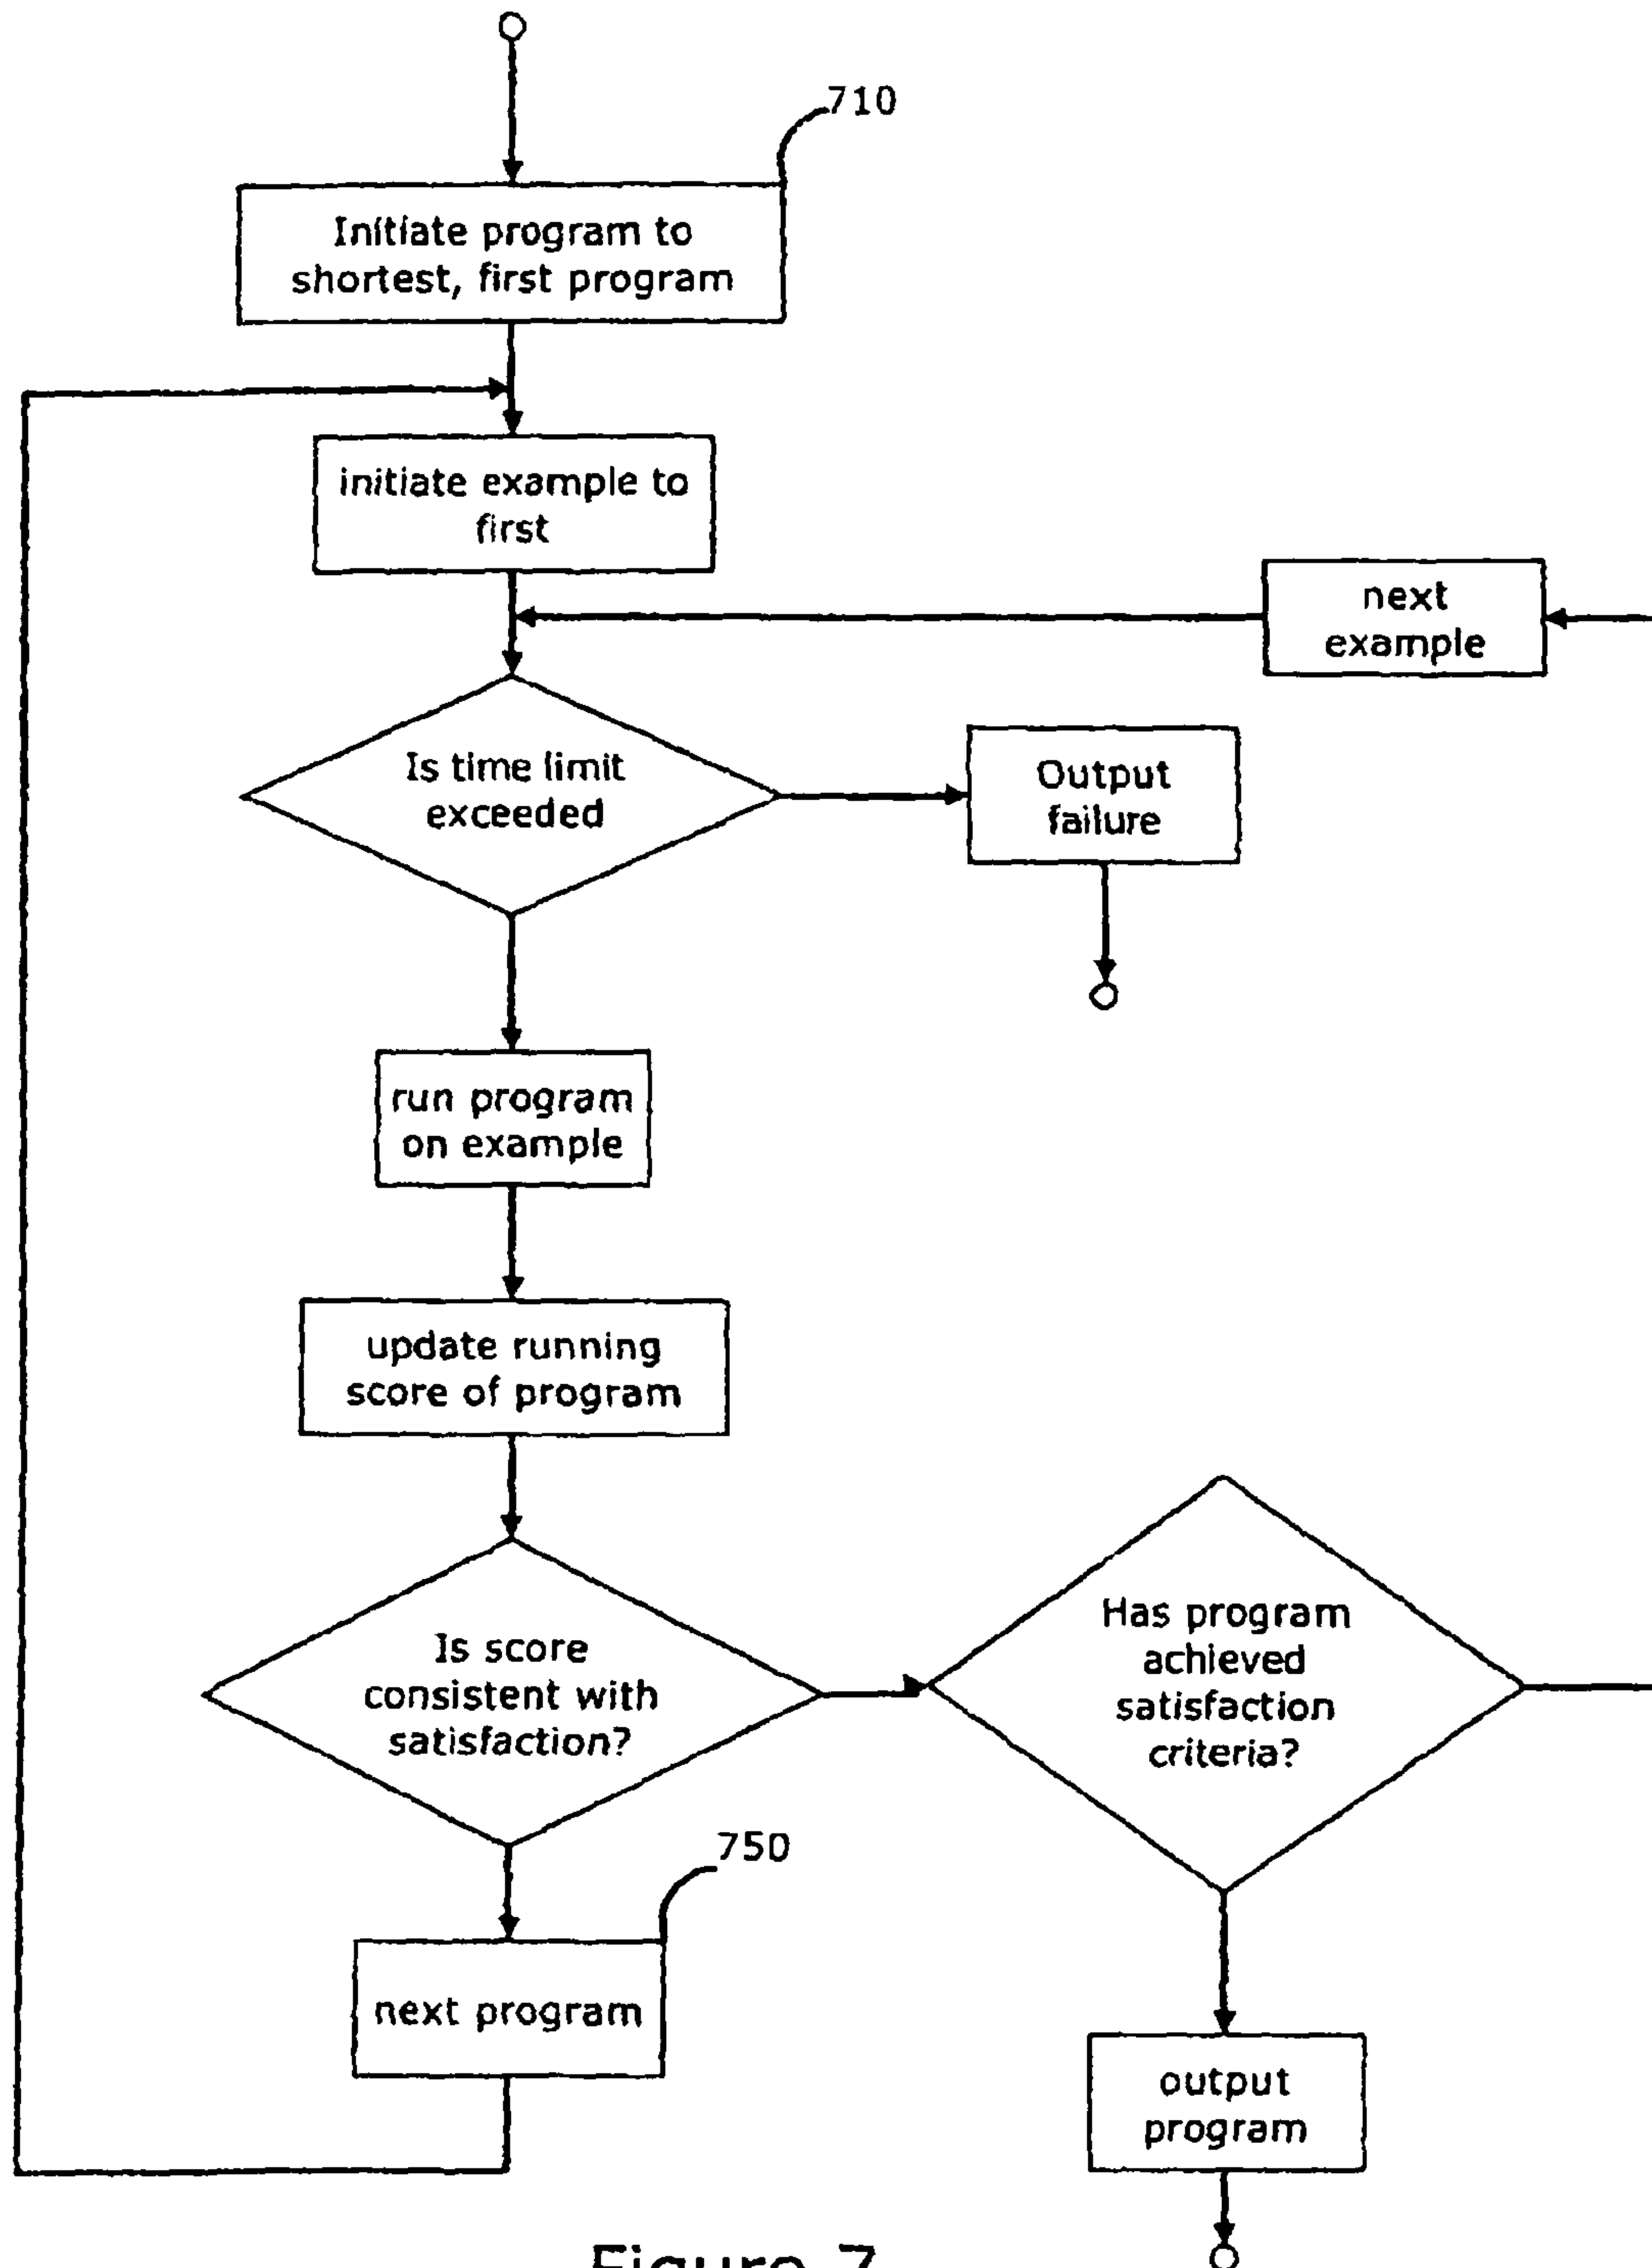 710
Initiate program to
shortest, first program
initiate example to
first
next
example
Is time limit
exceeded
Output
failure
run program
on example
update running
score of program
Is score
consistent with
satisfaction?
Has program
achieved
satisfaction
criteria?
750
next program
output
program
Figure 7